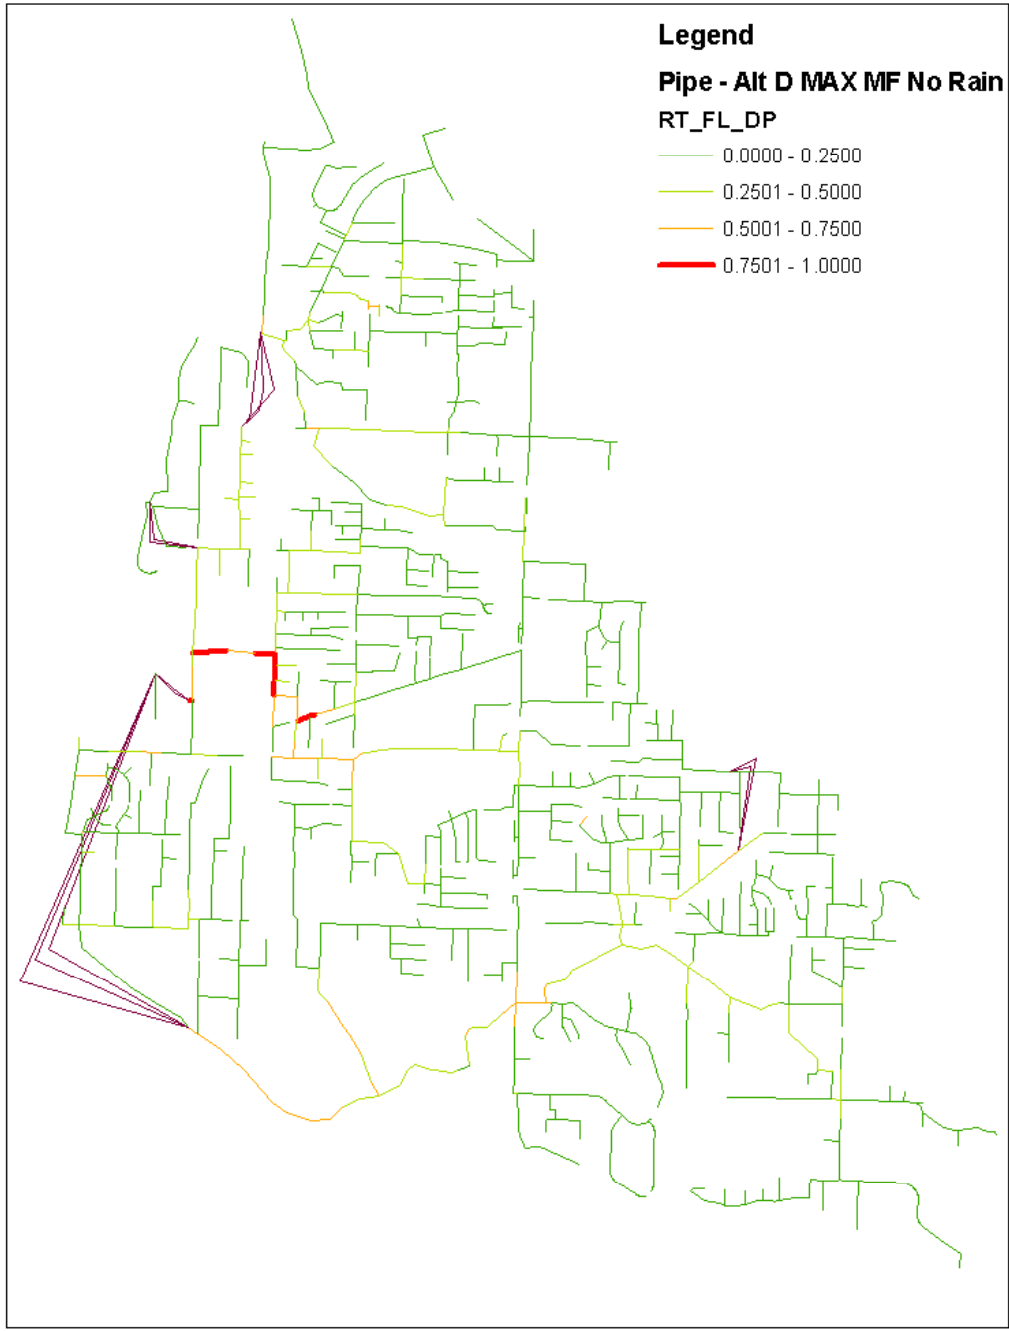 Legend
Pipe - Alt D MAX MF No Rain
RT_FL_DP
0.0000 - 0.2500
0.2501 - 0.5000
0.5001 - 0.7500
0.7501 - 1.0000